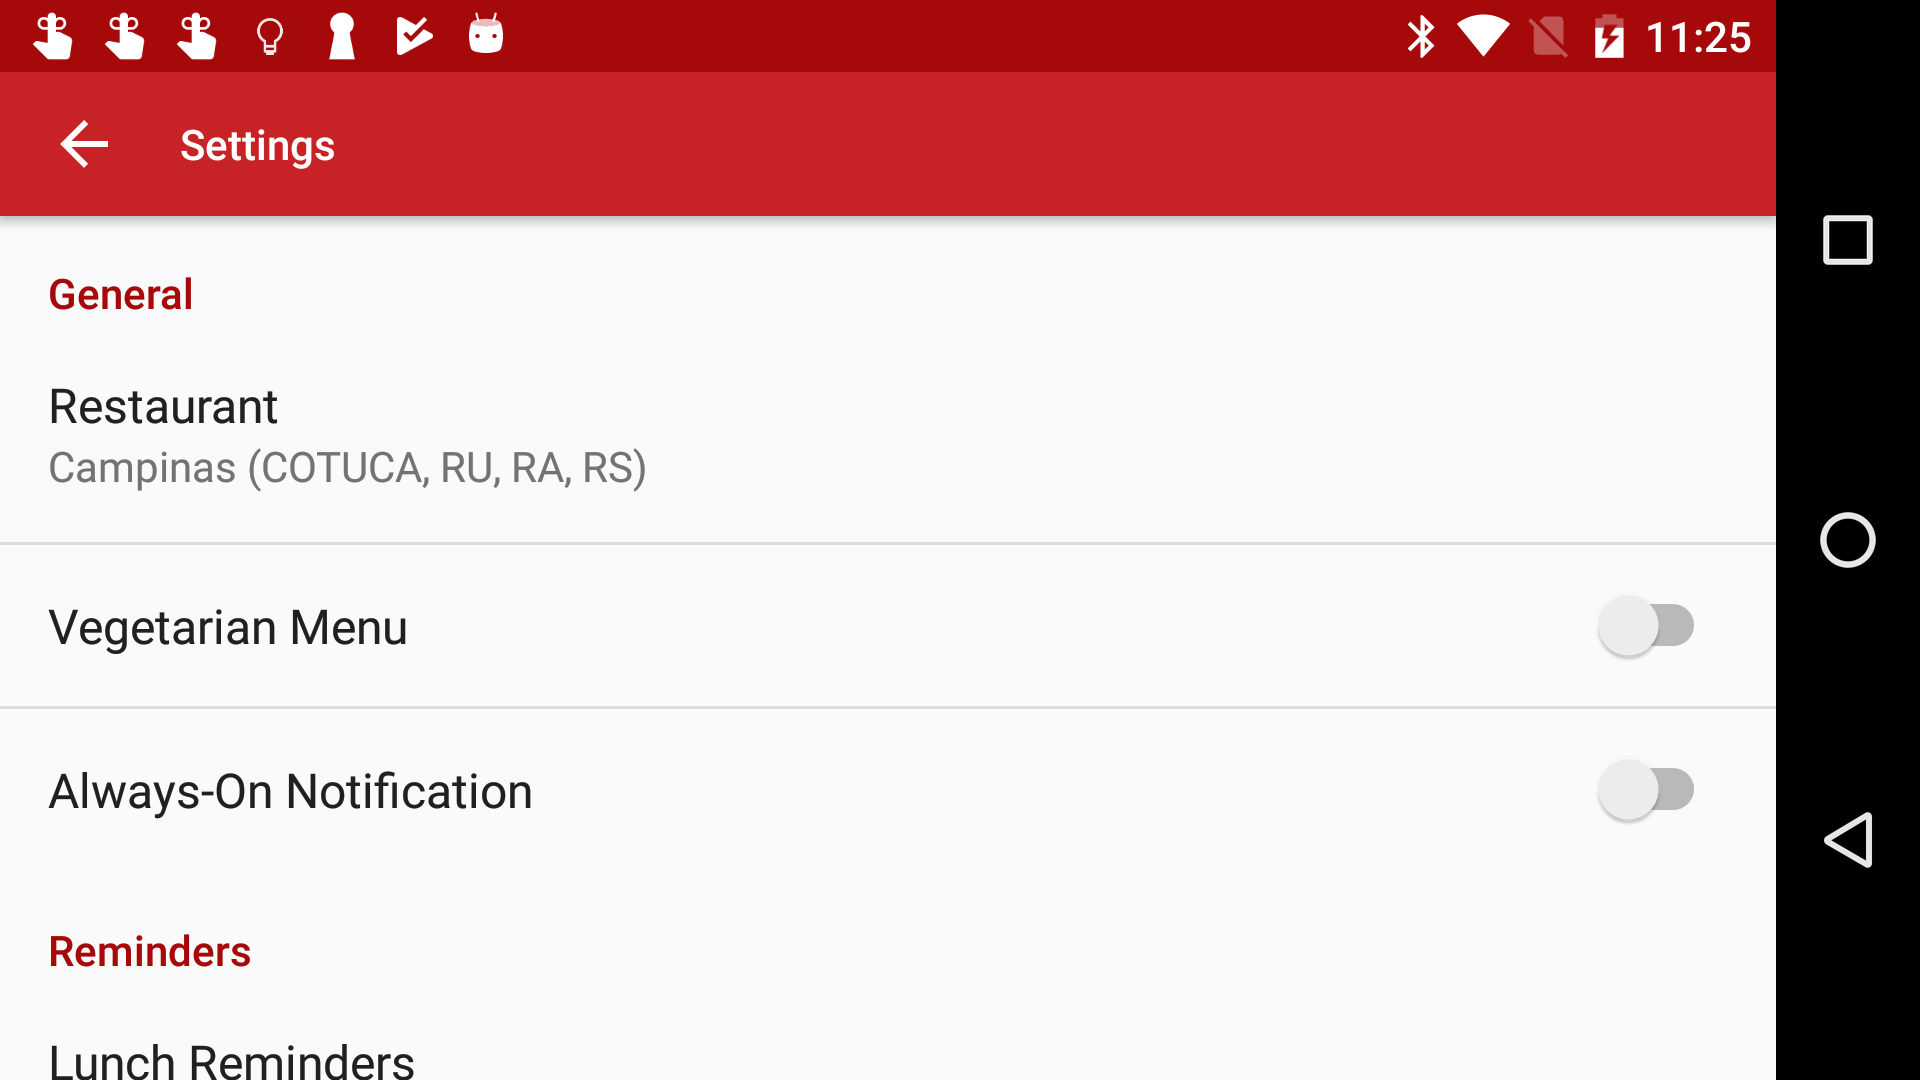 11:25
Settings
General
Restaurant
Campinas (COTUCA, RU, RA, RS)
Vegetarian Menu
Always-On Notification
Reminders
Lunch Reminders